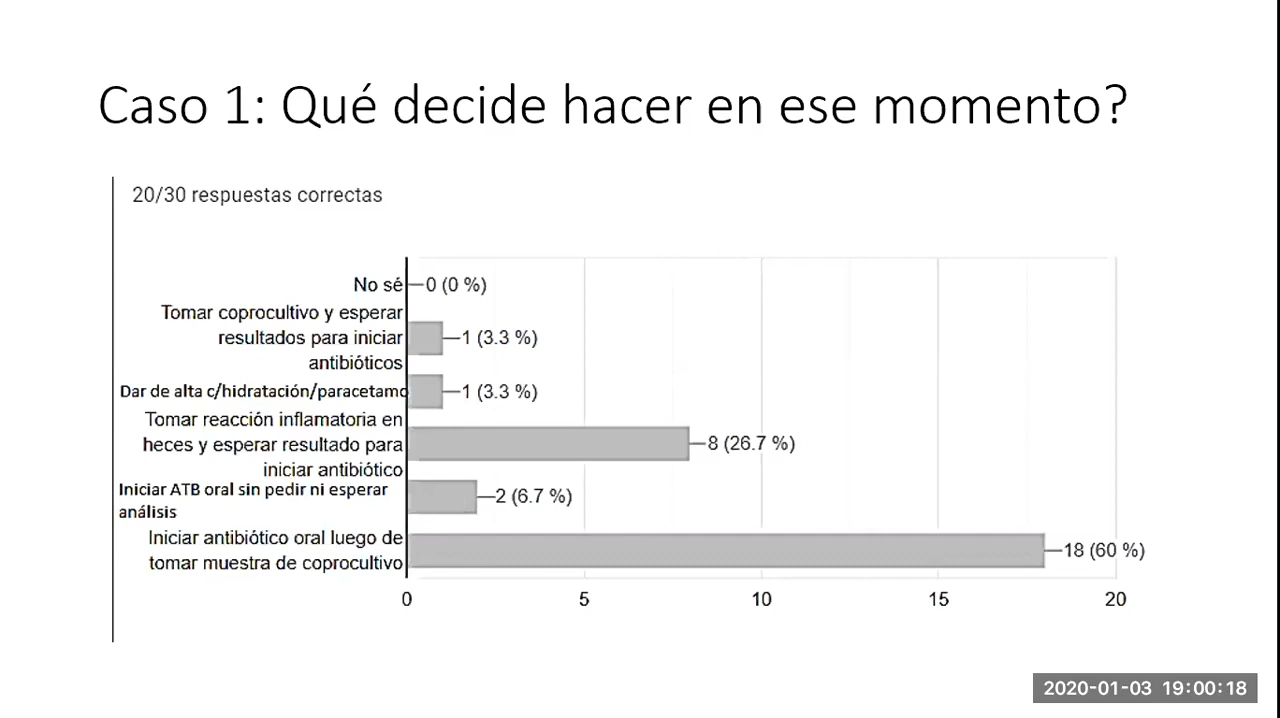 Caso 1: Qué decide hacer en ese momento?
20/30 respuestas correctas
No sé
0 (0 %)
Tomar coprocultivo y esperar
resultados para iniciar
antibióticos
1 (3.3 %)
Dar de alta c/hidratación/paracetamo
1 (3.3 %)
Tomar reacción inflamatoria en
heces y esperar resultado para
iniciar antibiótico
8 (26.7 %)
Iniciar ATB oral sin pedir ni esperar
análisis
2 (6.7 %)
Iniciar antibiótico oral luego de
tomar muestra de coprocultivo
18 (60 %)
0 5 10 15 20
2020-01-03 19:00:18